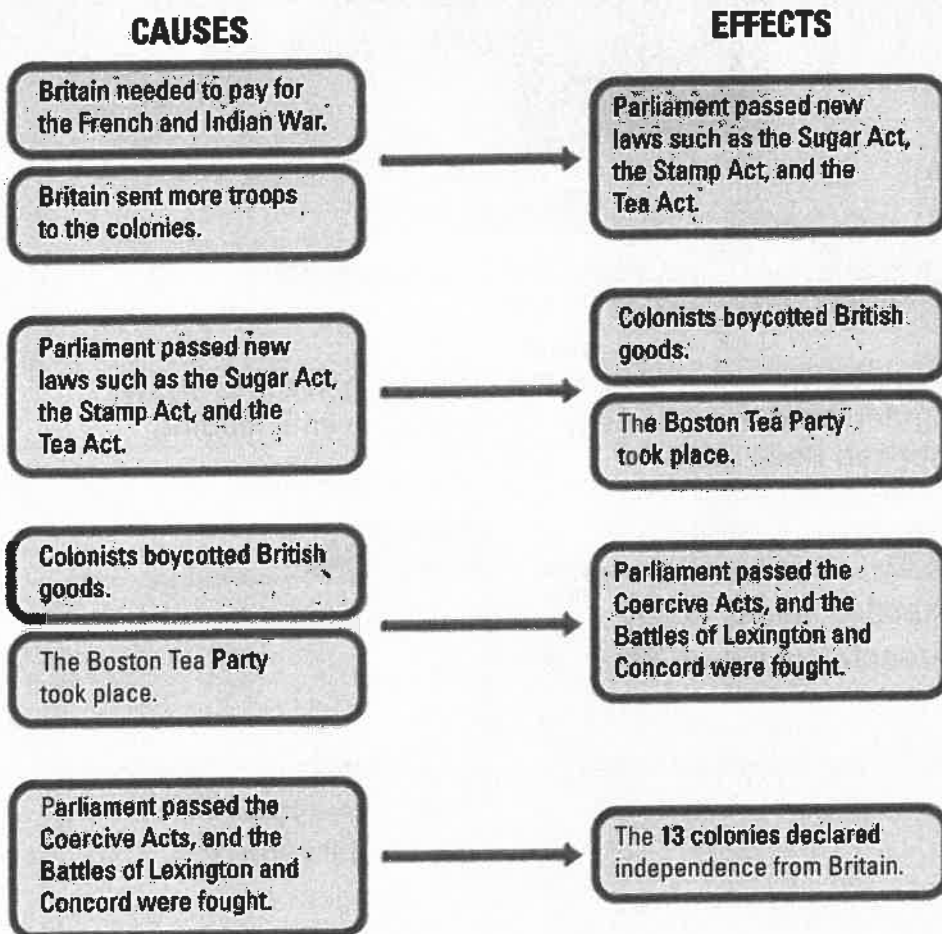 CAUSES
EFFECTS
Britain needed to pay for
the French and Indian War.
Britain sent more troops
to the colonies.
Parliament passed new
laws such as the Sugar Act,
the Stamp Act, and the
Tea Act.
Parliament passed new
laws such as the Sugar Act,
the Stamp Act, and the
Tea Act.
Colonists boycotted British
goods.
The Boston Tea Party
took place.
Colonists boycotted British
goods.
The Boston Tea Party
took place.
Parliament passed the
Coercive Acts, and the
Battles of Lexington and
Concord were fought.
Parliament passed the
Coercive Acts, and the
Battles of Lexington and
Concord were fought.
The 13 colonies declared
independence from Britain.